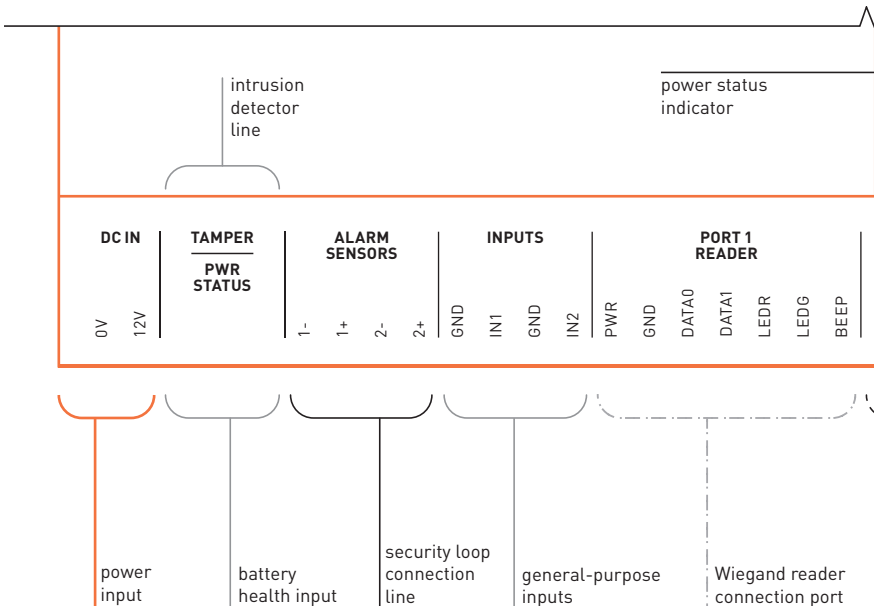 intrusion
detector
line
power status
indicator
DC IN
TAMPER
PWR
STATUS
ALARM
SENSORS
INPUTS
PORT 1
READER
0V
12V
1-
1+
2-
2+
GND
IN1
GND
IN2
PWR
GND
DATA0
DATA1
LEDR
LEDG
BEEP
power
input
battery
health input
security loop
connection
line
general-purpose
inputs
Wiegand reader
connection port